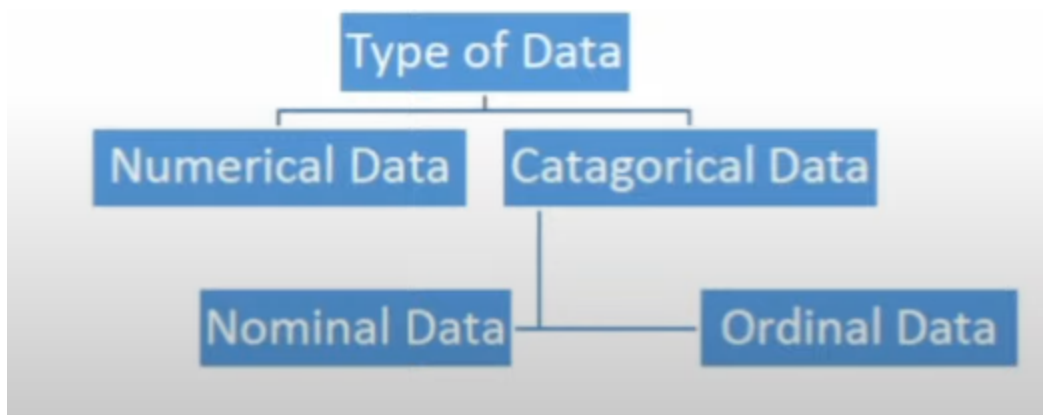 Type of Data
Numerical Data
Catagorical Data
Nominal Data
Ordinal Data